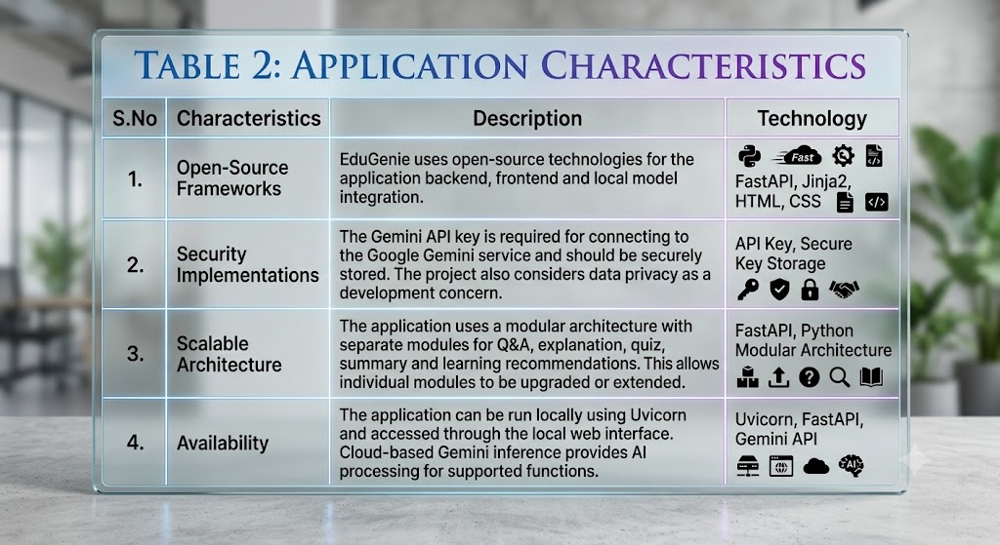 TABLE 2: APPLICATION CHARACTERISTICS
S.No Characteristics Description Technology
1.
Open-Source
Frameworks
EduGenie uses open-source technologies for the
application backend, frontend and local model
integration.
Fast
FastAPI, Jinja2,
HTML, CSS
2.
Security
Implementations
The Gemini API key is required for connecting to
the Google Gemini service and should be securely
stored. The project also considers data privacy as a
development concern.
API Key, Secure
Key Storage
3.
Scalable
Architecture
The application uses a modular architecture with
separate modules for Q&A, explanation, quiz,
summary and learning recommendations. This allows
individual modules to be upgraded or extended.
FastAPI, Python
Modular Architecture
4.
Availability
The application can be run locally using Uvicorn
and accessed through the local web interface.
Cloud-based Gemini inference provides AI
processing for supported functions.
Uvicorn, FastAPI,
Gemini API
AI